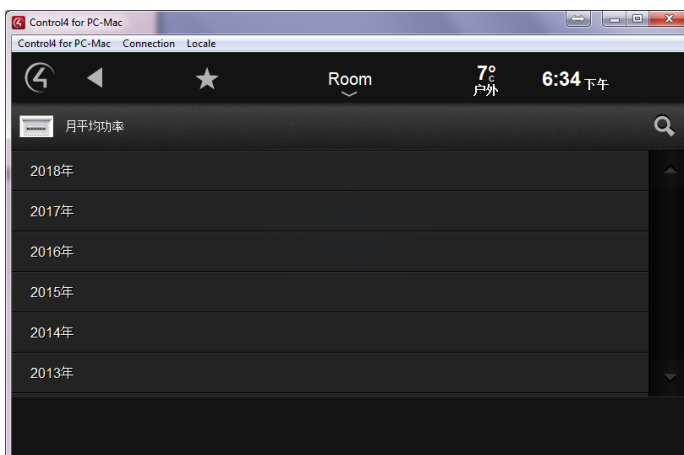 Control4 for PC-Mac
Control4 for PC-Mac Connection Locale
Room 7°C 户外 6:34 下午
月平均功率
2018年
2017年
2016年
2015年
2014年
2013年